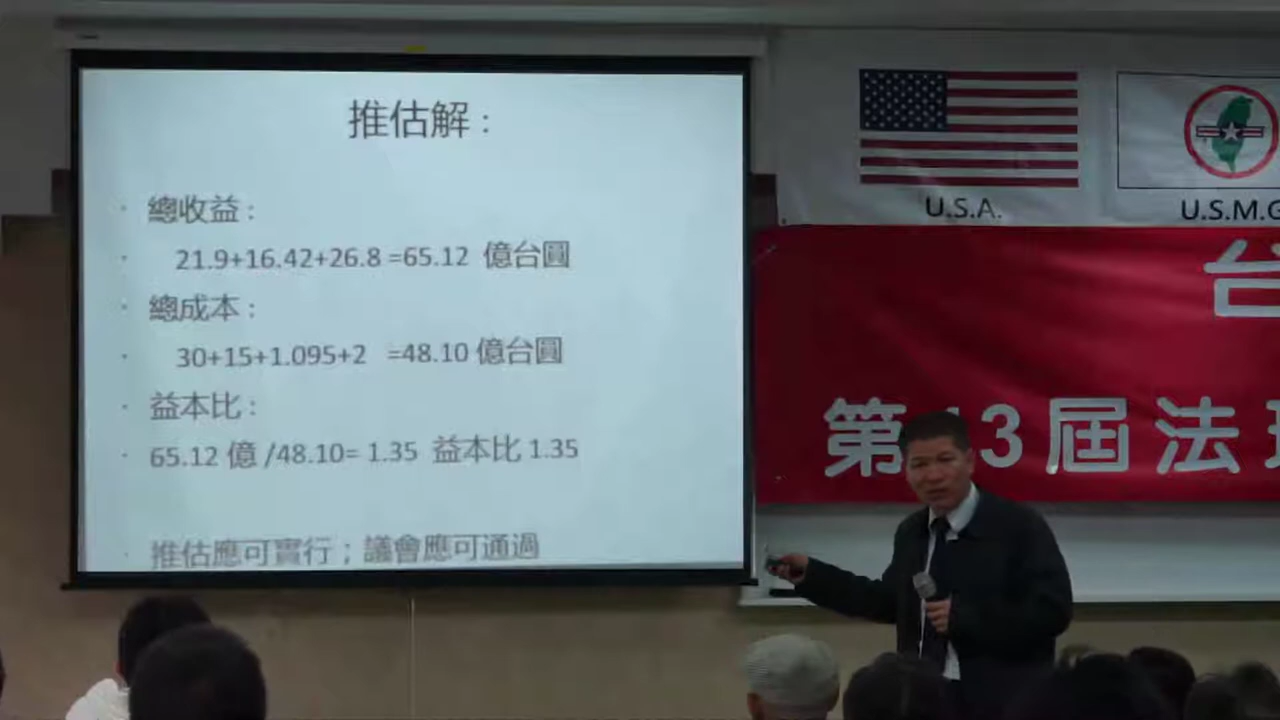 推估解 :
· 總收益 :
· 21.9+16.42+26.8 =65.12 億台圓
· 總成本 :
· 30+15+1.095+2 =48.10 億台圓
· 益本比 :
· 65.12 億 /48.10= 1.35 益本比 1.35
· 推估應可實行；議會應可通過
U.S.A.
U.S.M.G
台
第 13屆法